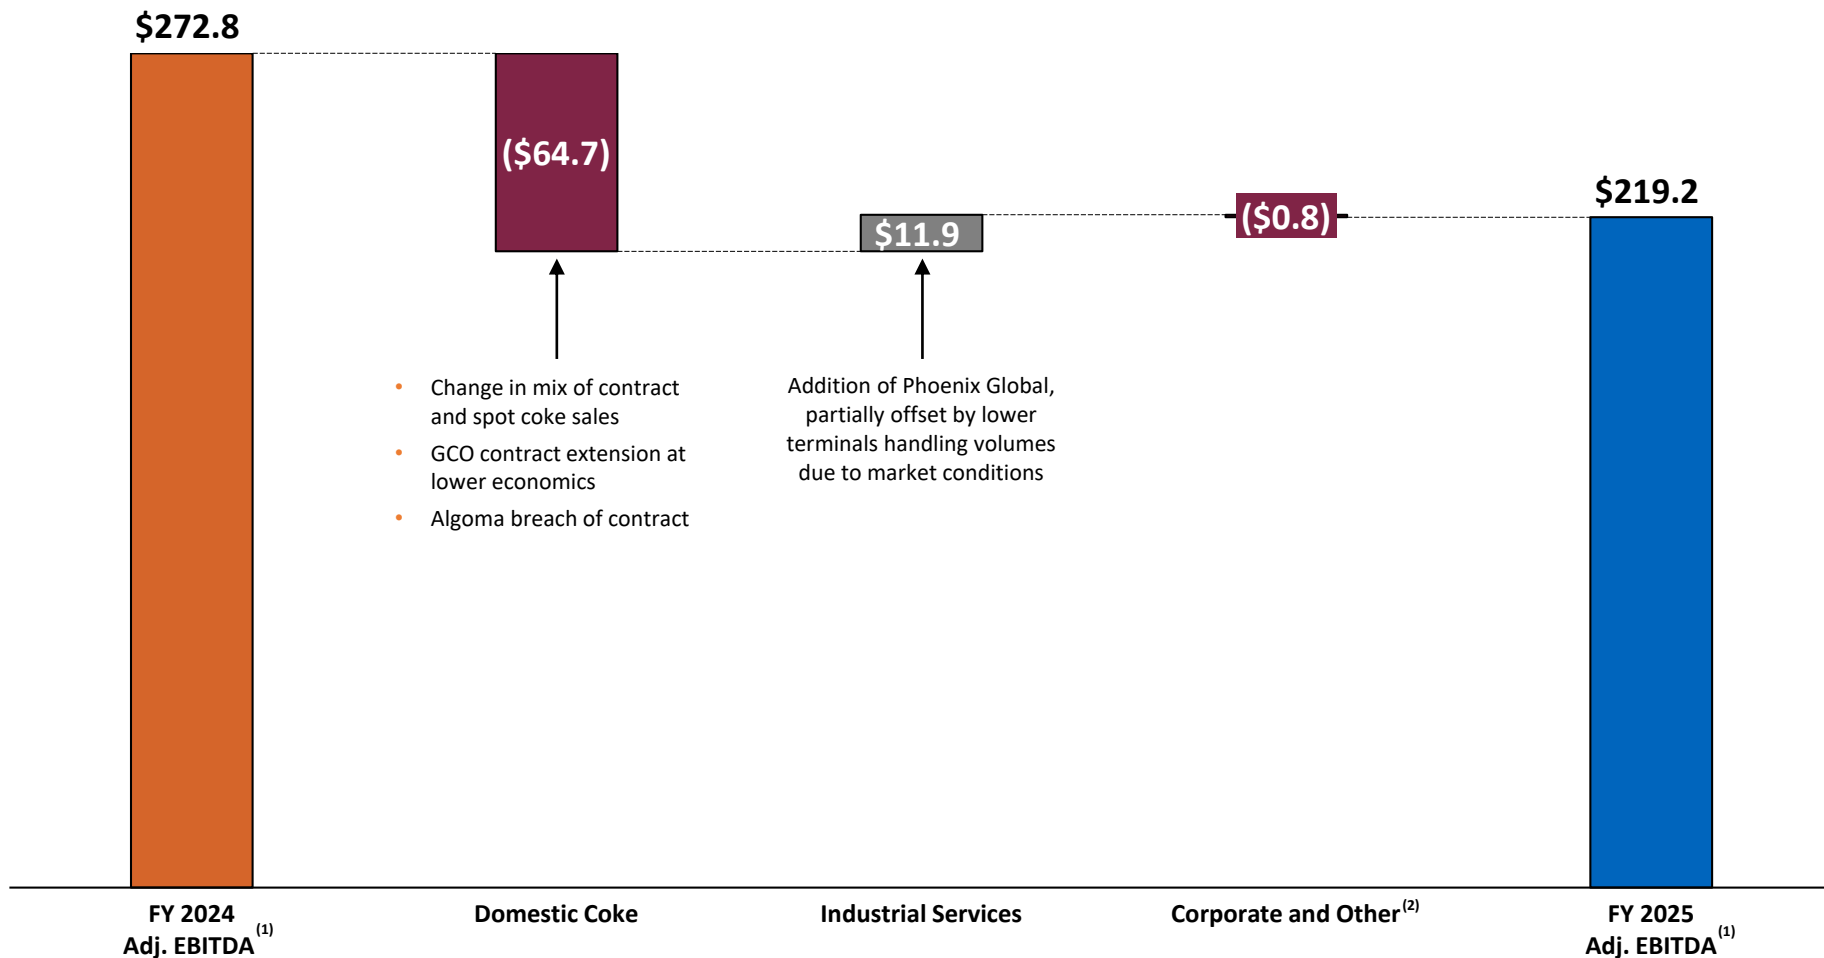 $272.8
($64.7)
$11.9
($0.8)
$219.2
• Change in mix of contract
and spot coke sales
• GCO contract extension at
lower economics
• Algoma breach of contract
Addition of Phoenix Global,
partially offset by lower
terminals handling volumes
due to market conditions
FY 2024
Adj. EBITDA(1)
Domestic Coke
Industrial Services
Corporate and Other(2)
FY 2025
Adj. EBITDA(1)